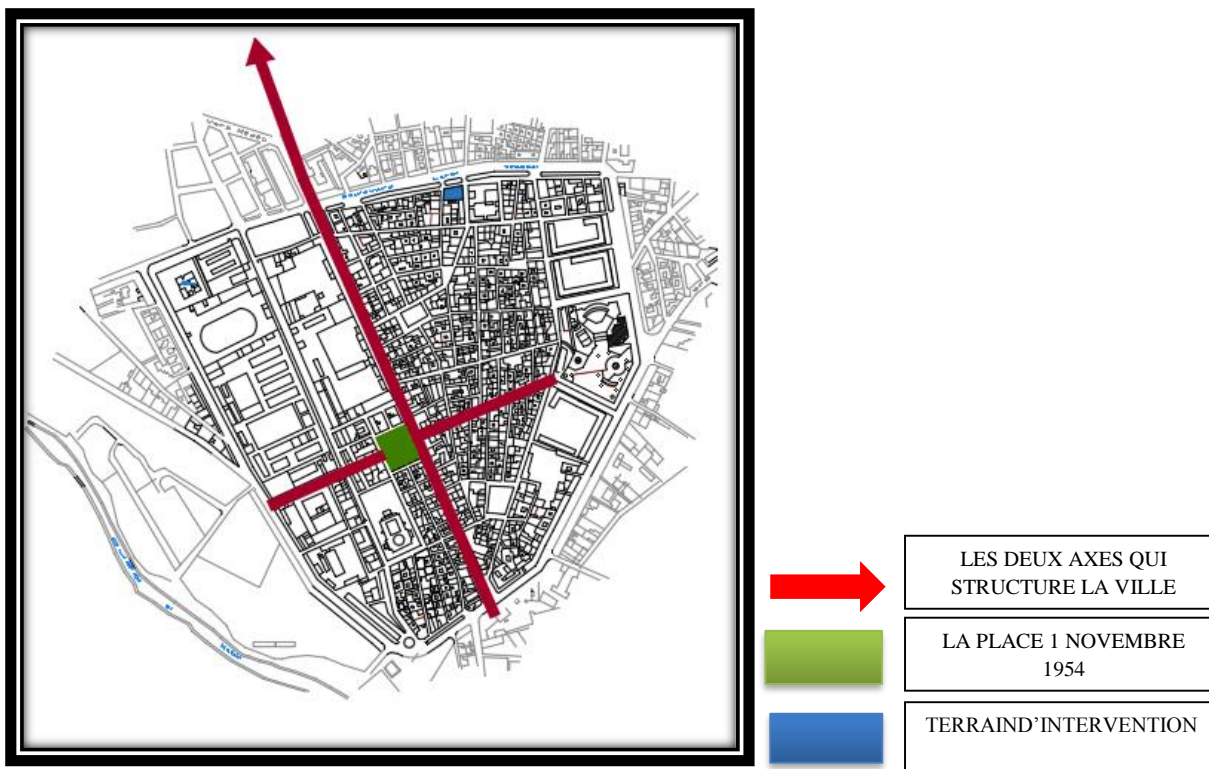 LES DEUX AXES QUI
STRUCTURE LA VILLE
LA PLACE 1 NOVEMBRE
1954
TERRAIND'INTERVENTION